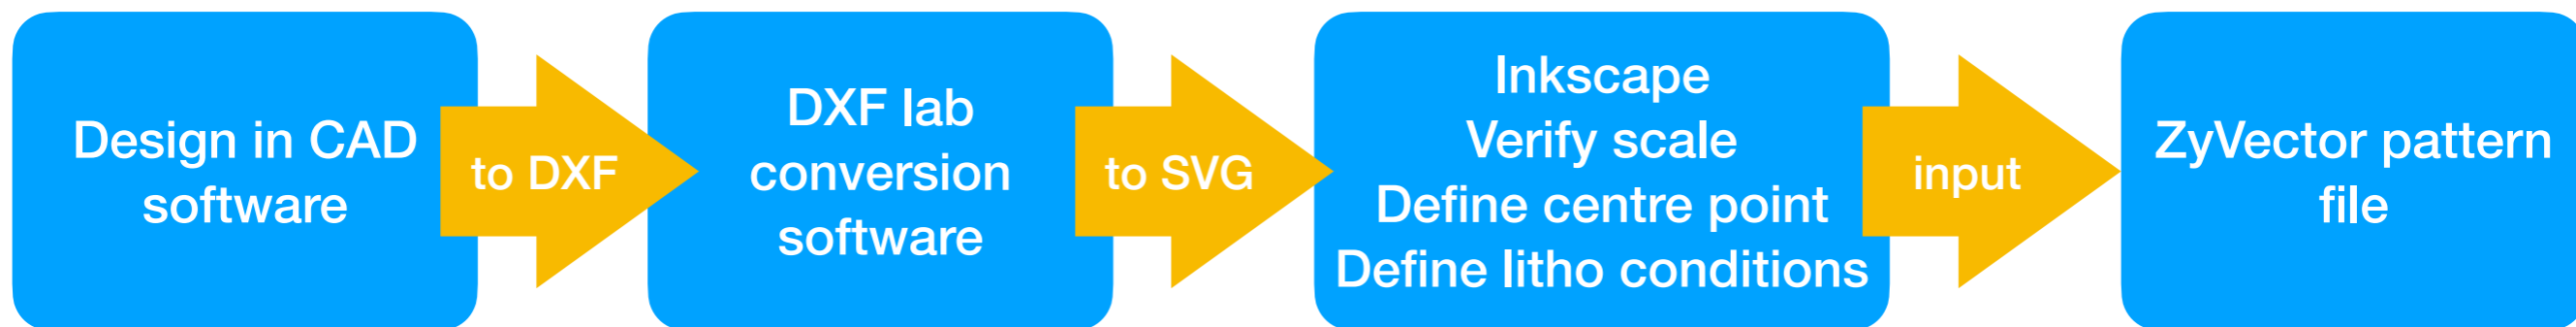 Design in CAD
software
to DXF
DXF lab
conversion
software
to SVG
Inkscape
Verify scale
Define centre point
Define litho conditions
input
ZyVector pattern
file